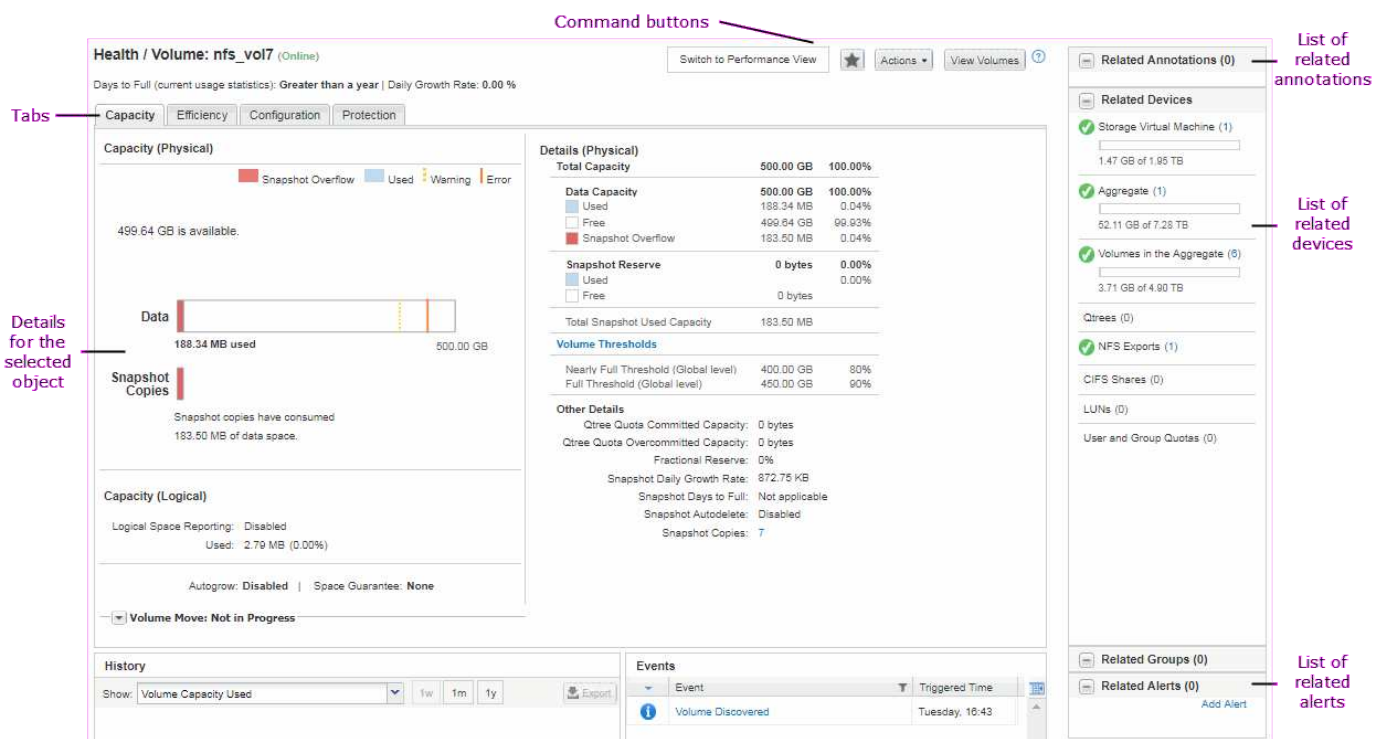 Command buttons
Health / Volume: nfs_vol7 (Online)
Switch to Performance View
Actions
View Volumes
?
Days to Full (current usage statistics): Greater than a year | Daily Growth Rate: 0.00 %
Tabs
Capacity Efficiency Configuration Protection
Capacity (Physical)
Snapshot Overflow Used Warning Error
499.64 GB is available.
Data
188.34 MB used
500.00 GB
Snapshot
Copies
Snapshot copies have consumed
183.50 MB of data space.
Details
for the
selected
object
Capacity (Logical)
Logical Space Reporting: Disabled
Used: 2.79 MB (0.00%)
Autogrow: Disabled | Space Guarantee: None
Volume Move: Not in Progress
Details (Physical)
Total Capacity 500.00 GB 100.00%
Data Capacity 500.00 GB 100.00%
Used 188.34 MB 0.04%
Free 499.64 GB 99.93%
Snapshot Overflow 183.50 MB 0.04%
Snapshot Reserve 0 bytes 0.00%
Used 0.00%
Free 0 bytes
Total Snapshot Used Capacity 183.50 MB
Volume Thresholds
Nearly Full Threshold (Global level) 400.00 GB 80%
Full Threshold (Global level) 450.00 GB 90%
Other Details
Qtree Quota Committed Capacity: 0 bytes
Qtree Quota Overcommitted Capacity: 0 bytes
Fractional Reserve: 0%
Snapshot Daily Growth Rate: 872.75 KB
Snapshot Days to Full: Not applicable
Snapshot Autodelete: Disabled
Snapshot Copies: 7
Related Annotations (0)
List of
related
annotations
Related Devices
Storage Virtual Machine (1)
1.47 GB of 1.95 TB
Aggregate (1)
52.11 GB of 7.28 TB
Volumes in the Aggregate (6)
3.71 GB of 4.90 TB
Qtrees (0)
NFS Exports (1)
CIFS Shares (0)
LUNs (0)
User and Group Quotas (0)
List of
related
devices
Related Groups (0)
Related Alerts (0)
Add Alert
List of
related
alerts
History
Show: Volume Capacity Used 1w 1m 1y Export
Events
Event Triggered Time
Volume Discovered Tuesday, 16:43